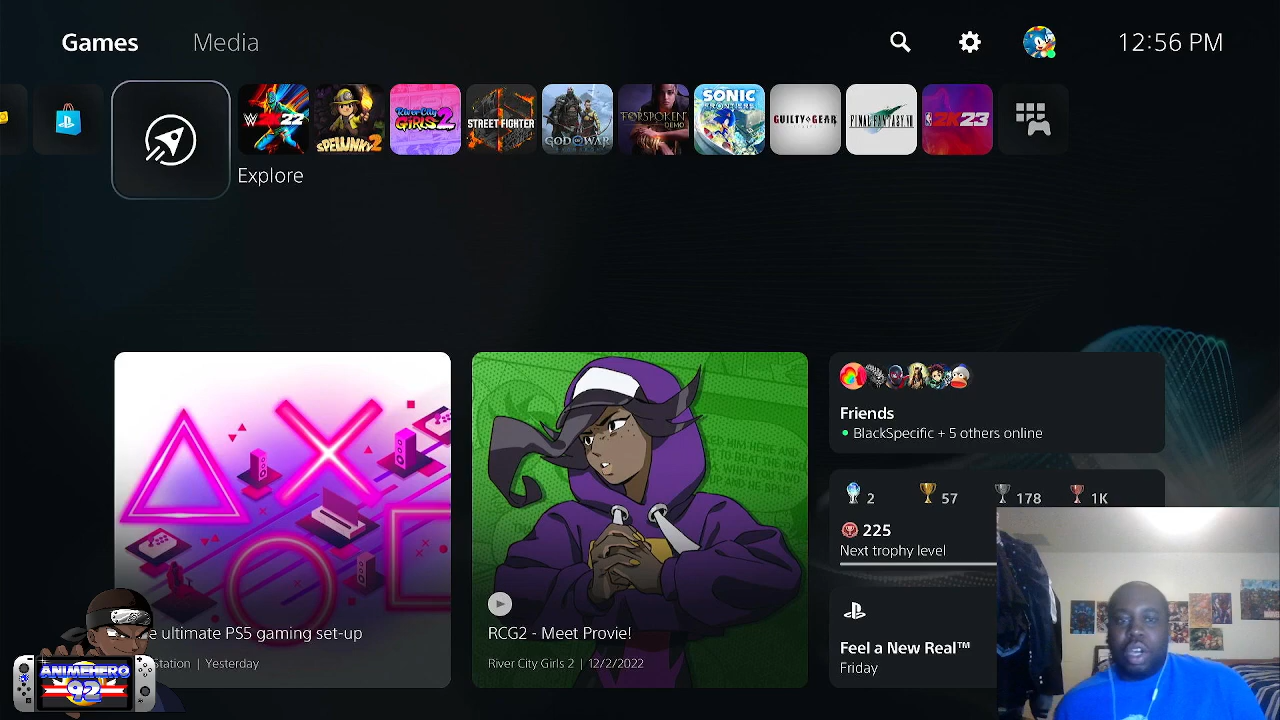 Games
Media
12:56 PM
W 2K22
SPELUNKY 2
RIVER CITY GIRLS 2
STREET FIGHTER
GOD OF WAR
FORSPOKEN
DEMO
SONIC
FRONTIERS
GUILTY GEAR
FINAL FANTASY VII
2K23
Explore
Friends
BlackSpecific + 5 others online
2
57
178
1K
225
Next trophy level
e ultimate PS5 gaming set-up
station | Yesterday
RCG2 - Meet Provie!
River City Girls 2 | 12/2/2022
Feel a New Real™
Friday
ANIMEHERO
92